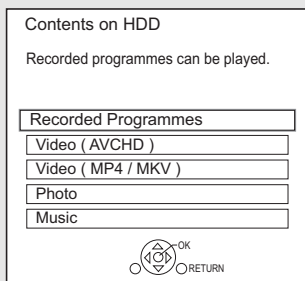 Contents on HDD
Recorded programmes can be played.
Recorded Programmes
Video ( AVCHD )
Video ( MP4 / MKV )
Photo
Music
OK
RETURN